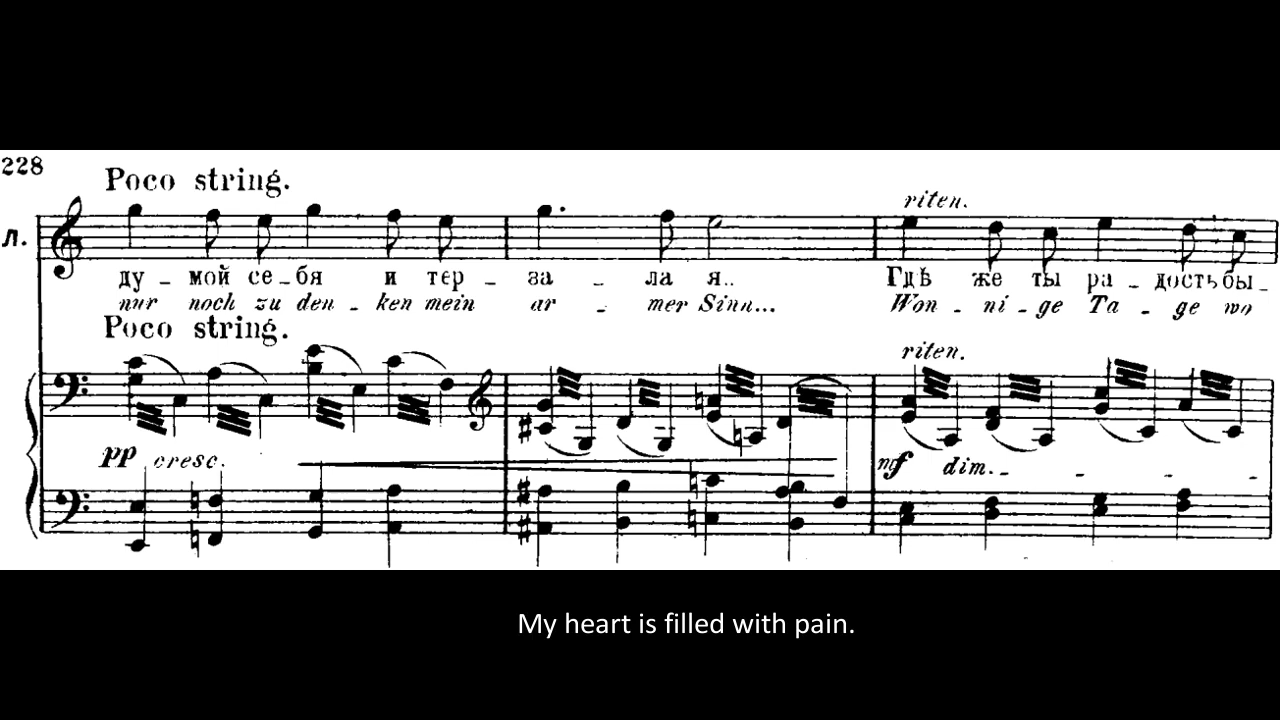 228
Poco string.
riten.
Л.
ду - мой се - бя и тер - за - ла я.. Гдѣ же ты ра - дость бы -
nur noch zu den - ken mein ar - mer Sinn... Won - ni - ge Ta - ge wo
Poco string.
riten.
pp cresc.
mf dim. - - - -
My heart is filled with pain.